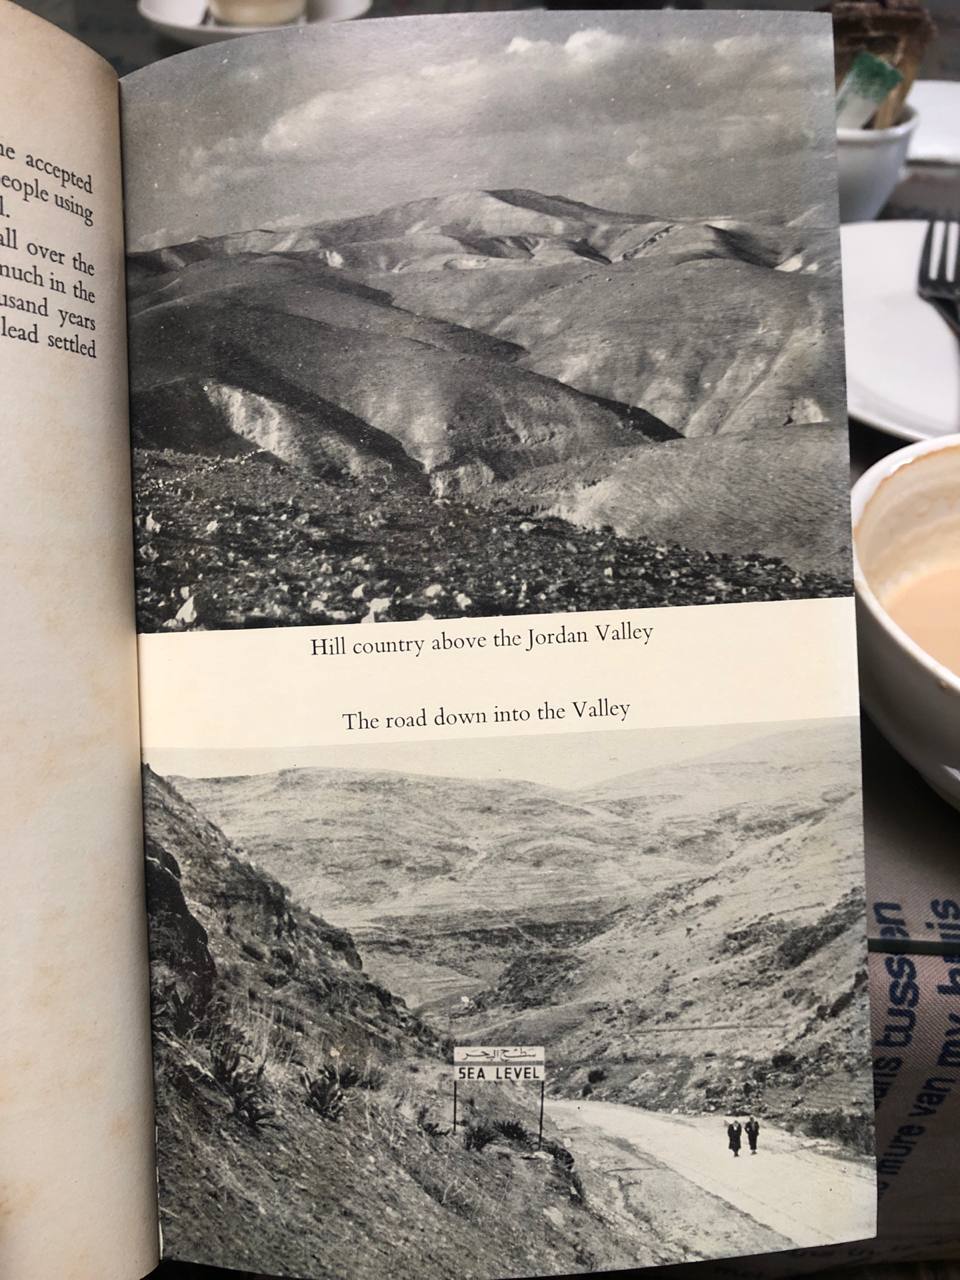 he accepted
eople using
l.
all over the
much in the
usand years
lead settled
Hill country above the Jordan Valley
The road down into the Valley
سطح البحر
SEA LEVEL
tussen
mure van my huis